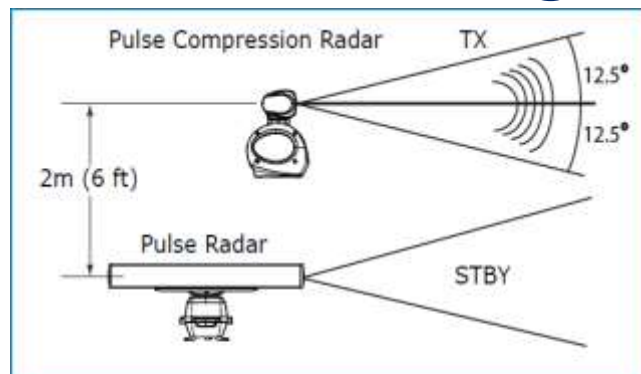 Pulse Compression Radar TX
12.5°
12.5°
2m (6 ft)
Pulse Radar
STBY